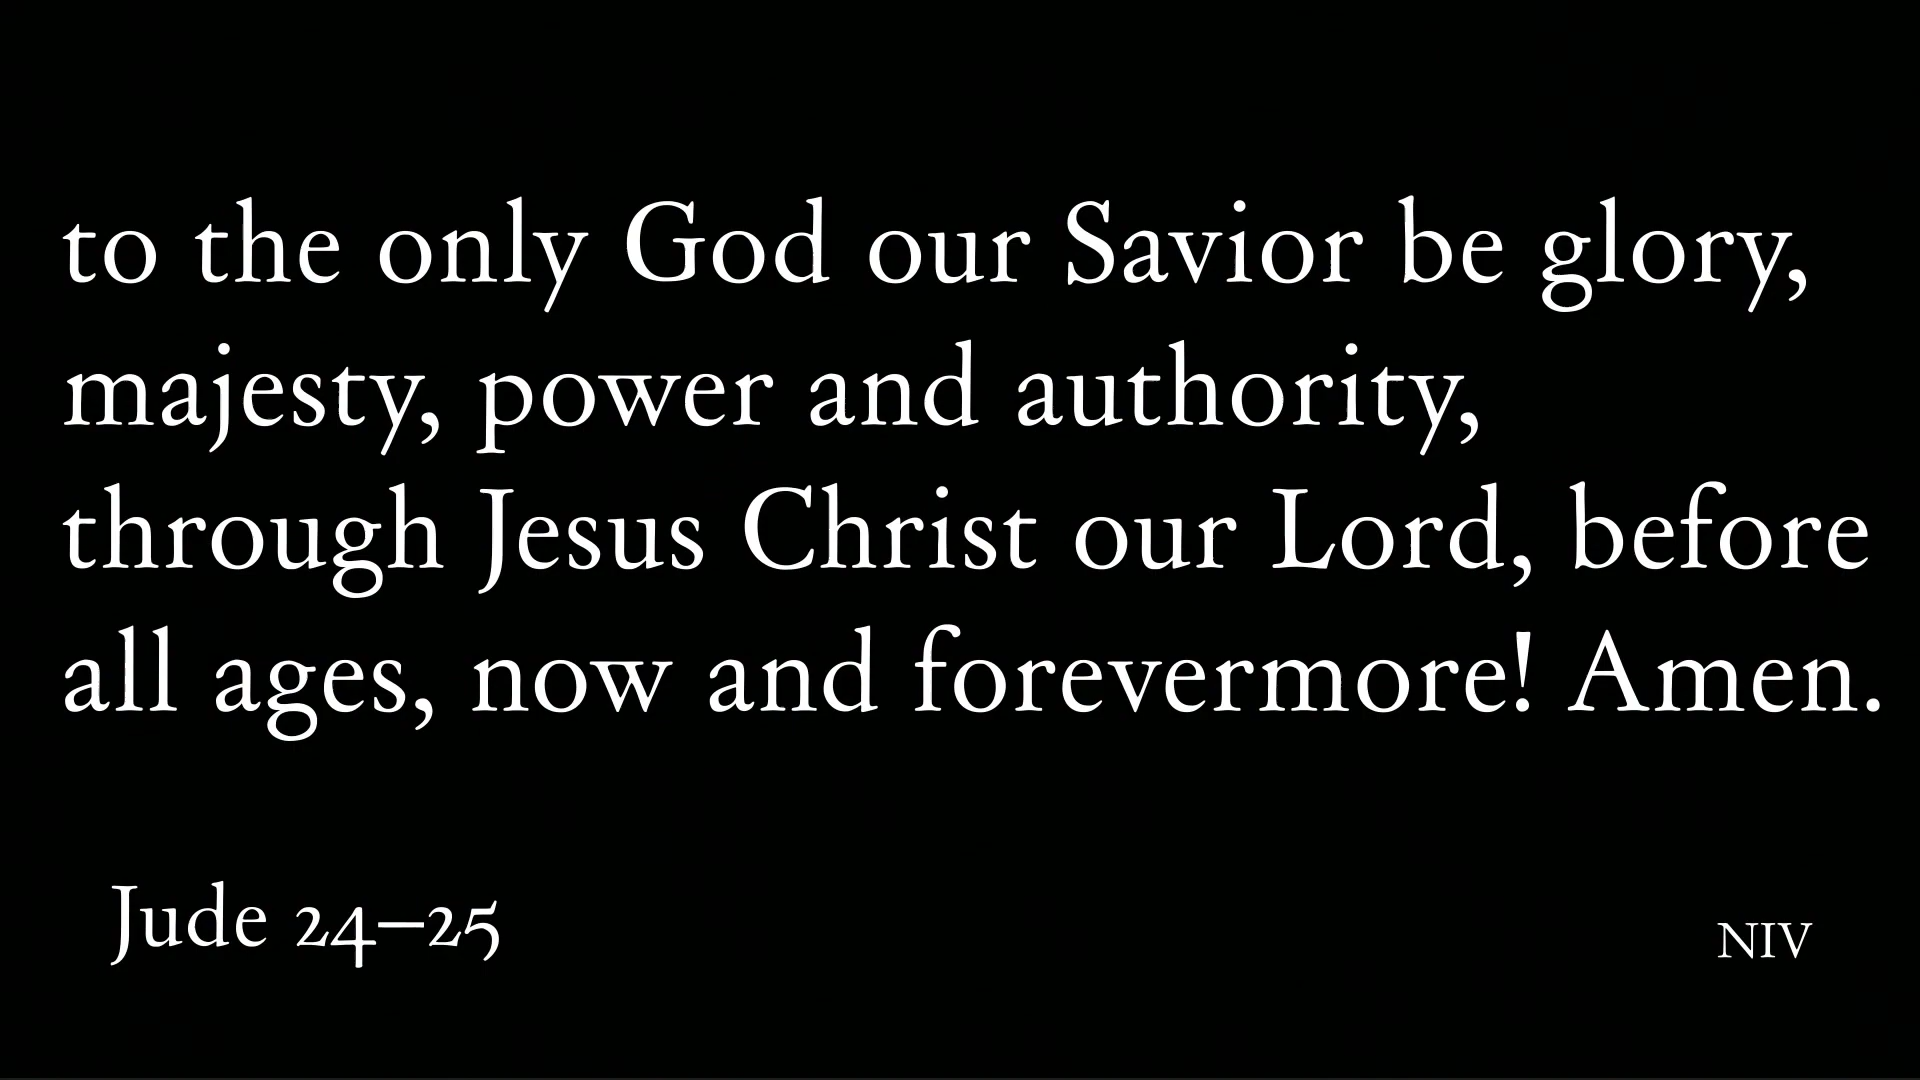 to the only God our Savior be glory,
majesty, power and authority,
through Jesus Christ our Lord, before
all ages, now and forevermore! Amen.
Jude 24–25
NIV